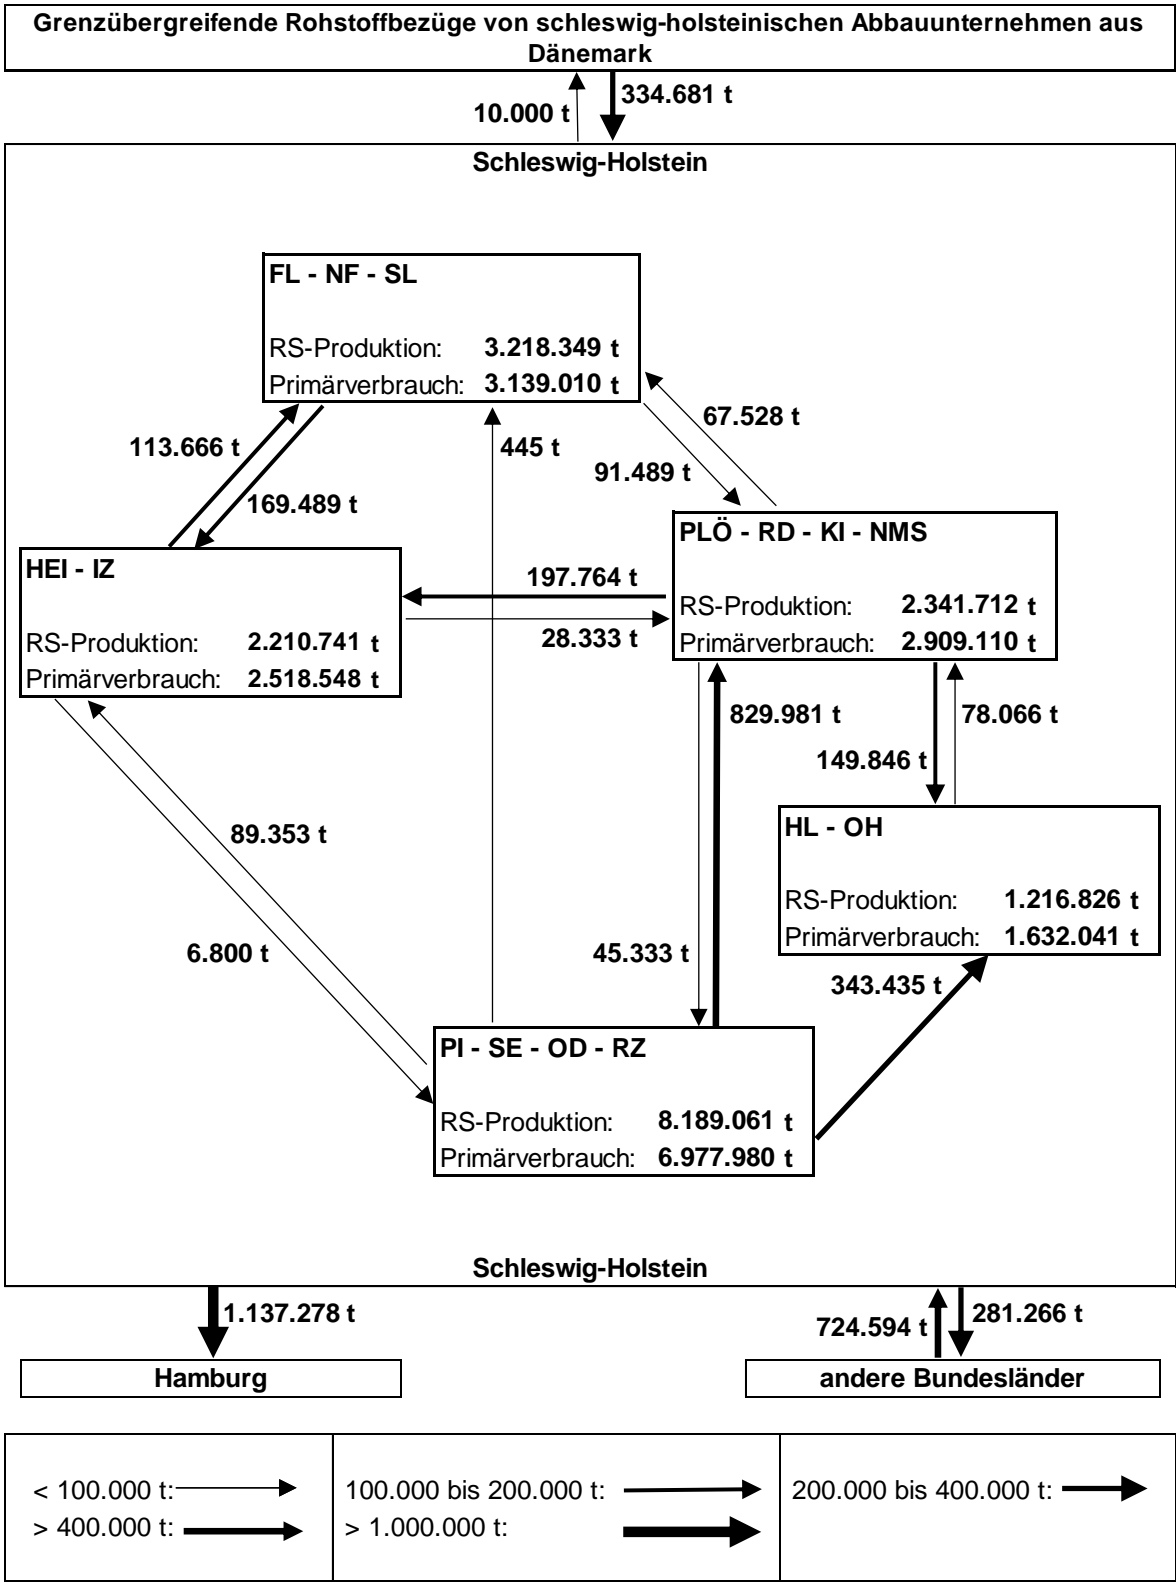 Grenzübergreifende Rohstoffbezüge von schleswig-holsteinischen Abbauunternehmen aus
Dänemark
10.000 t
334.681 t
Schleswig-Holstein
FL - NF - SL
RS-Produktion: 3.218.349 t
Primärverbrauch: 3.139.010 t
113.666 t
169.489 t
445 t
67.528 t
91.489 t
HEI - IZ
RS-Produktion: 2.210.741 t
Primärverbrauch: 2.518.548 t
197.764 t
28.333 t
PLÖ - RD - KI - NMS
RS-Produktion: 2.341.712 t
Primärverbrauch: 2.909.110 t
829.981 t
78.066 t
149.846 t
HL - OH
RS-Produktion: 1.216.826 t
Primärverbrauch: 1.632.041 t
89.353 t
6.800 t
45.333 t
343.435 t
PI - SE - OD - RZ
RS-Produktion: 8.189.061 t
Primärverbrauch: 6.977.980 t
Schleswig-Holstein
1.137.278 t
724.594 t
281.266 t
Hamburg
andere Bundesländer
< 100.000 t:
> 400.000 t:
100.000 bis 200.000 t:
> 1.000.000 t:
200.000 bis 400.000 t: